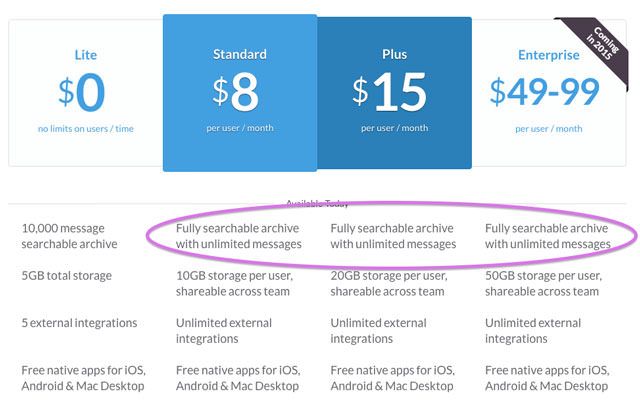 Lite
$0
no limits on users / time
Standard
$8
per user / month
Plus
$15
per user / month
Coming
in 2015
Enterprise
$49-99
per user / month
Available Today
10,000 message
searchable archive
Fully searchable archive
with unlimited messages
Fully searchable archive
with unlimited messages
Fully searchable archive
with unlimited messages
5GB total storage
10GB storage per user,
shareable across team
20GB storage per user,
shareable across team
50GB storage per user,
shareable across team
5 external integrations
Unlimited external
integrations
Unlimited external
integrations
Unlimited external
integrations
Free native apps for iOS,
Android & Mac Desktop
Free native apps for iOS,
Android & Mac Desktop
Free native apps for iOS,
Android & Mac Desktop
Free native apps for iOS,
Android & Mac Desktop